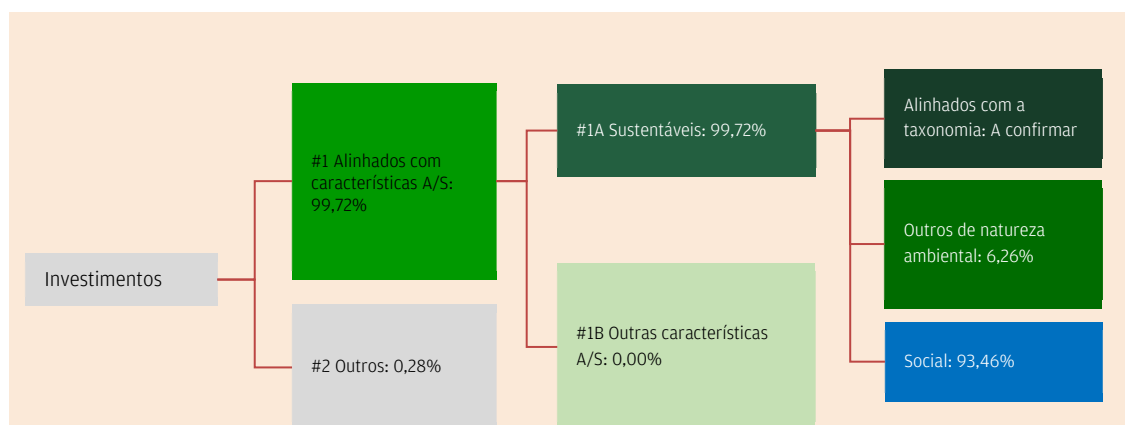 Investimentos
#1 Alinhados com
características A/S:
99,72%
#2 Outros: 0,28%
#1A Sustentáveis: 99,72%
#1B Outras características
A/S: 0,00%
Alinhados com a
taxonomia: A confirmar
Outros de natureza
ambiental: 6,26%
Social: 93,46%